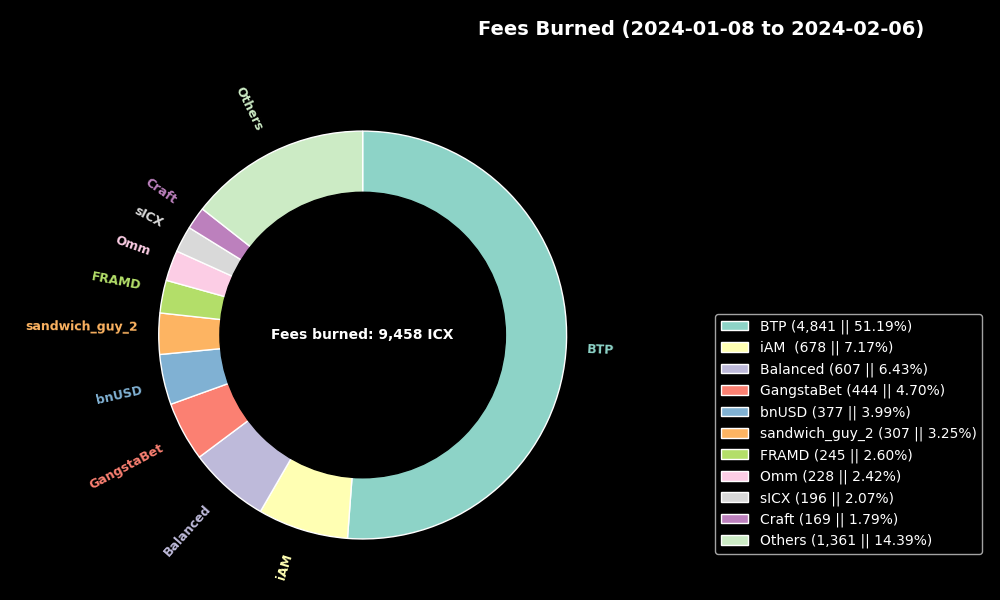 Fees Burned (2024-01-08 to 2024-02-06)
Others
Craft
sICX
Omm
FRAMD
sandwich_guy_2
bnUSD
GangstaBet
Balanced
iAM
BTP
Fees burned: 9,458 ICX
BTP (4,841 || 51.19%)
iAM  (678 || 7.17%)
Balanced (607 || 6.43%)
GangstaBet (444 || 4.70%)
bnUSD (377 || 3.99%)
sandwich_guy_2 (307 || 3.25%)
FRAMD (245 || 2.60%)
Omm (228 || 2.42%)
sICX (196 || 2.07%)
Craft (169 || 1.79%)
Others (1,361 || 14.39%)